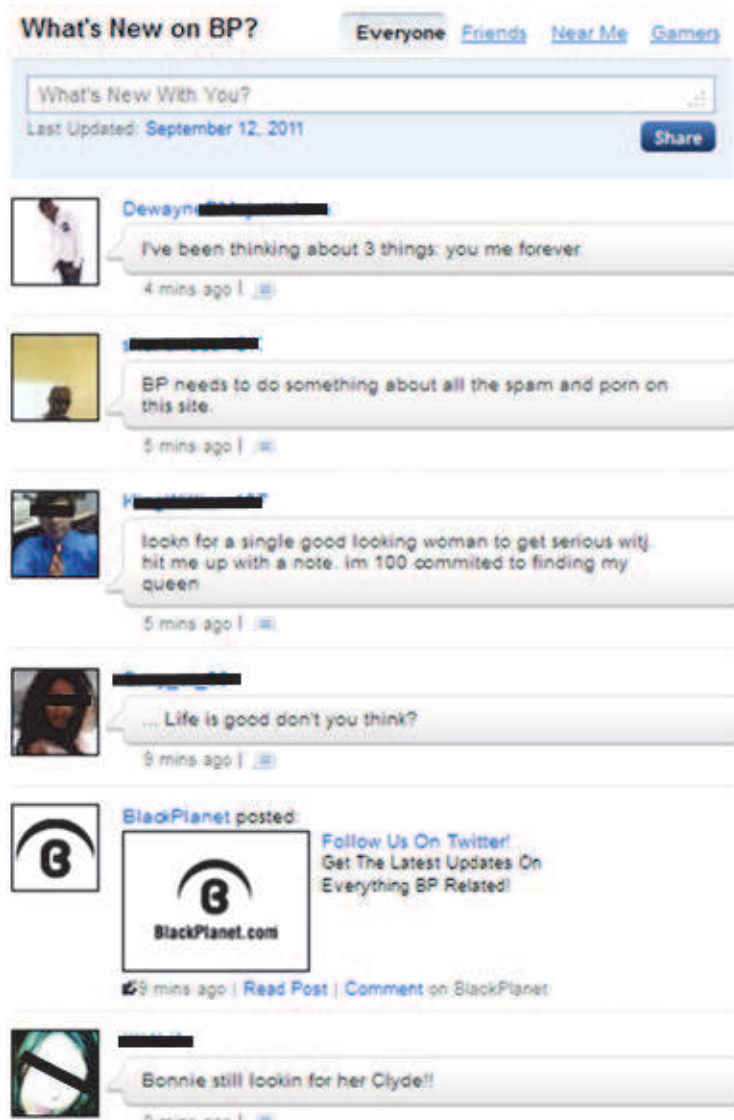 What's New on BP?
Everyone Friends Near Me Gamers
What's New With You?
Last Updated: September 12, 2011
Share
Dewayne
I've been thinking about 3 things: you me forever.
4 mins ago |
BP needs to do something about all the spam and porn on
this site.
5 mins ago |
lookn for a single good looking woman to get serious witj.
hit me up with a note. im 100 commited to finding my
queen
5 mins ago |
... Life is good don't you think?
9 mins ago |
BlackPlanet posted:
Follow Us On Twitter!
Get The Latest Updates On
Everything BP Related!
BlackPlanet.com
9 mins ago | Read Post | Comment on BlackPlanet
Bonnie still lookin for her Clyde!!
mins ago |